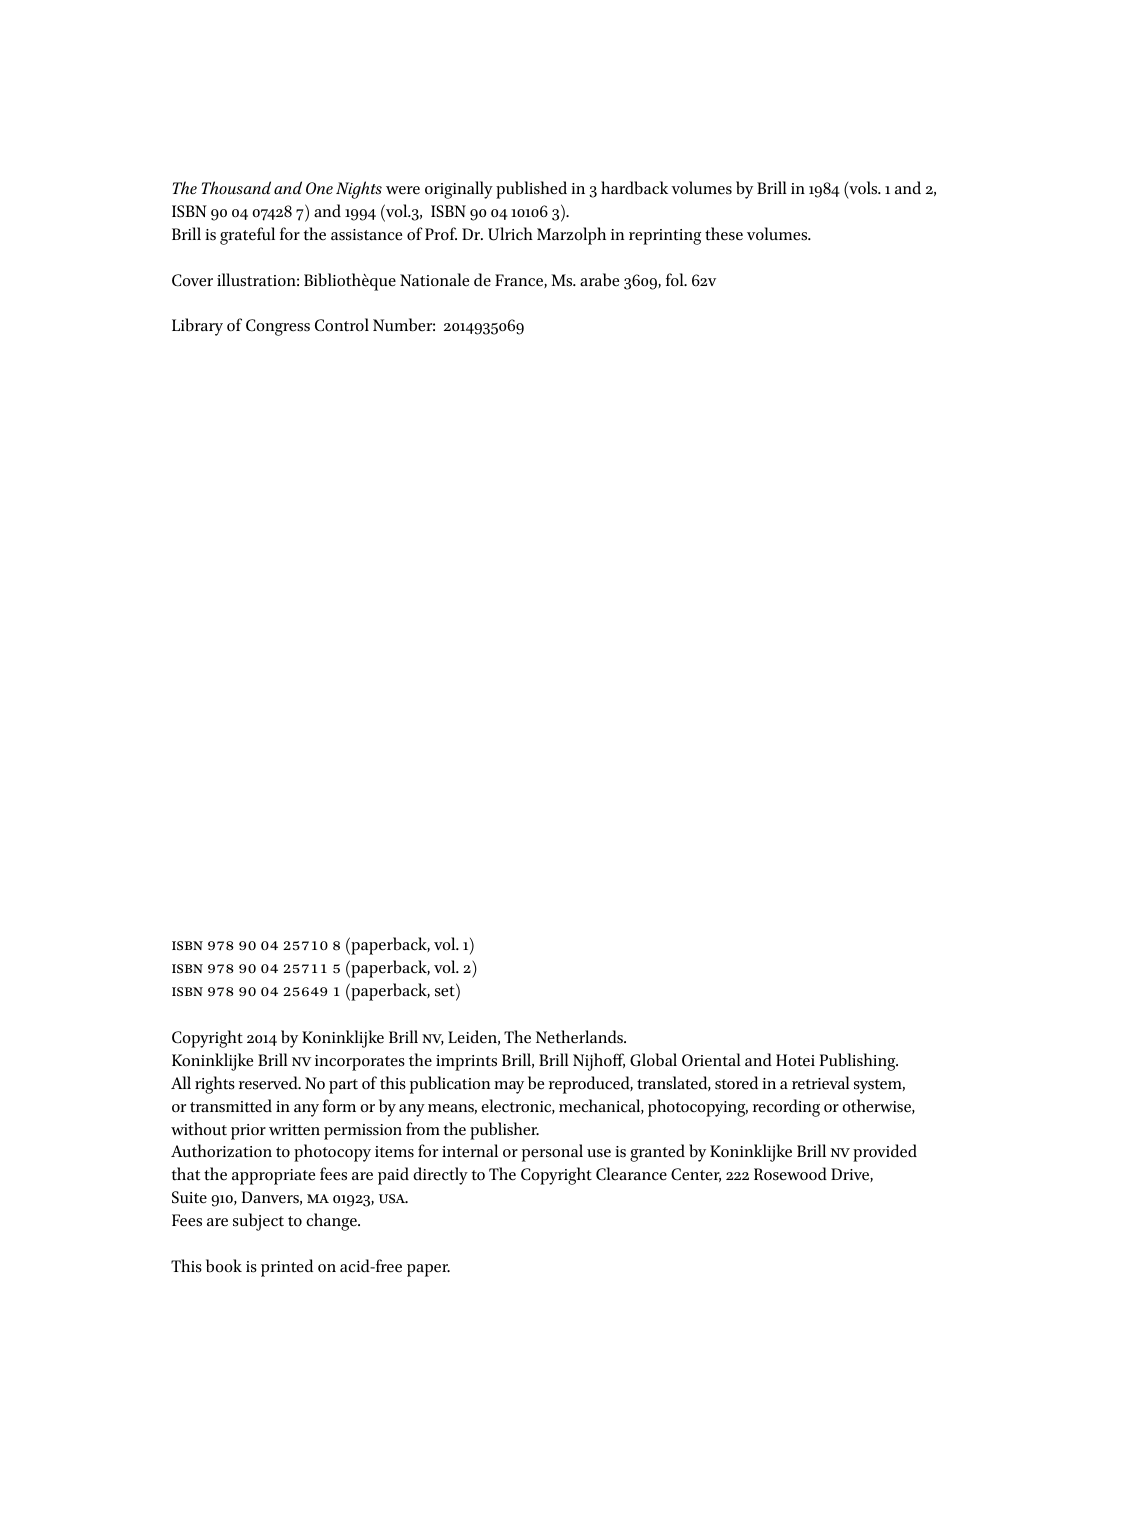 The Thousand and One Nights were originally published in 3 hardback volumes by Brill in 1984 (vols. 1 and 2,
ISBN 90 04 07428 7) and 1994 (vol.3, ISBN 90 04 10106 3).
Brill is grateful for the assistance of Prof. Dr. Ulrich Marzolph in reprinting these volumes.
Cover illustration: Bibliothèque Nationale de France, Ms. arabe 3609, fol. 62v
Library of Congress Control Number: 2014935069
ISBN 978 90 04 25710 8 (paperback, vol. 1)
ISBN 978 90 04 25711 5 (paperback, vol. 2)
ISBN 978 90 04 25649 1 (paperback, set)
Copyright 2014 by Koninklijke Brill NV, Leiden, The Netherlands.
Koninklijke Brill NV incorporates the imprints Brill, Brill Nijhoff, Global Oriental and Hotei Publishing.
All rights reserved. No part of this publication may be reproduced, translated, stored in a retrieval system,
or transmitted in any form or by any means, electronic, mechanical, photocopying, recording or otherwise,
without prior written permission from the publisher.
Authorization to photocopy items for internal or personal use is granted by Koninklijke Brill NV provided
that the appropriate fees are paid directly to The Copyright Clearance Center, 222 Rosewood Drive,
Suite 910, Danvers, MA 01923, USA.
Fees are subject to change.
This book is printed on acid-free paper.